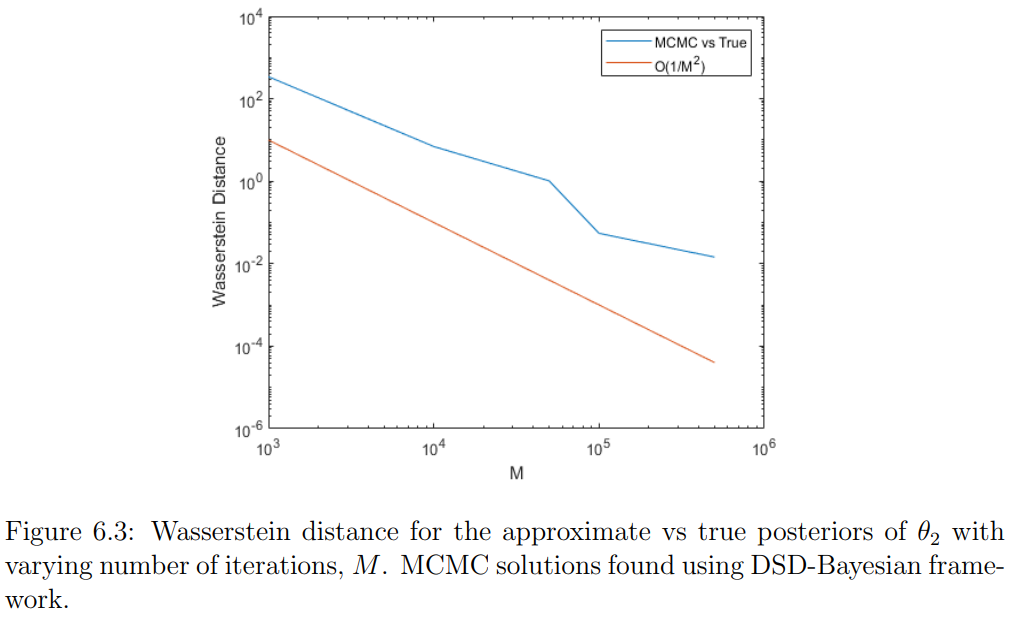 10^4
MCMC vs True
O(1/M^2)
10^2
10^0
10^-2
10^-4
10^-6
Wasserstein Distance
10^3 10^4 10^5 10^6
M
Figure 6.3: Wasserstein distance for the approximate vs true posteriors of θ_2 with
varying number of iterations, M. MCMC solutions found using DSD-Bayesian frame-
work.